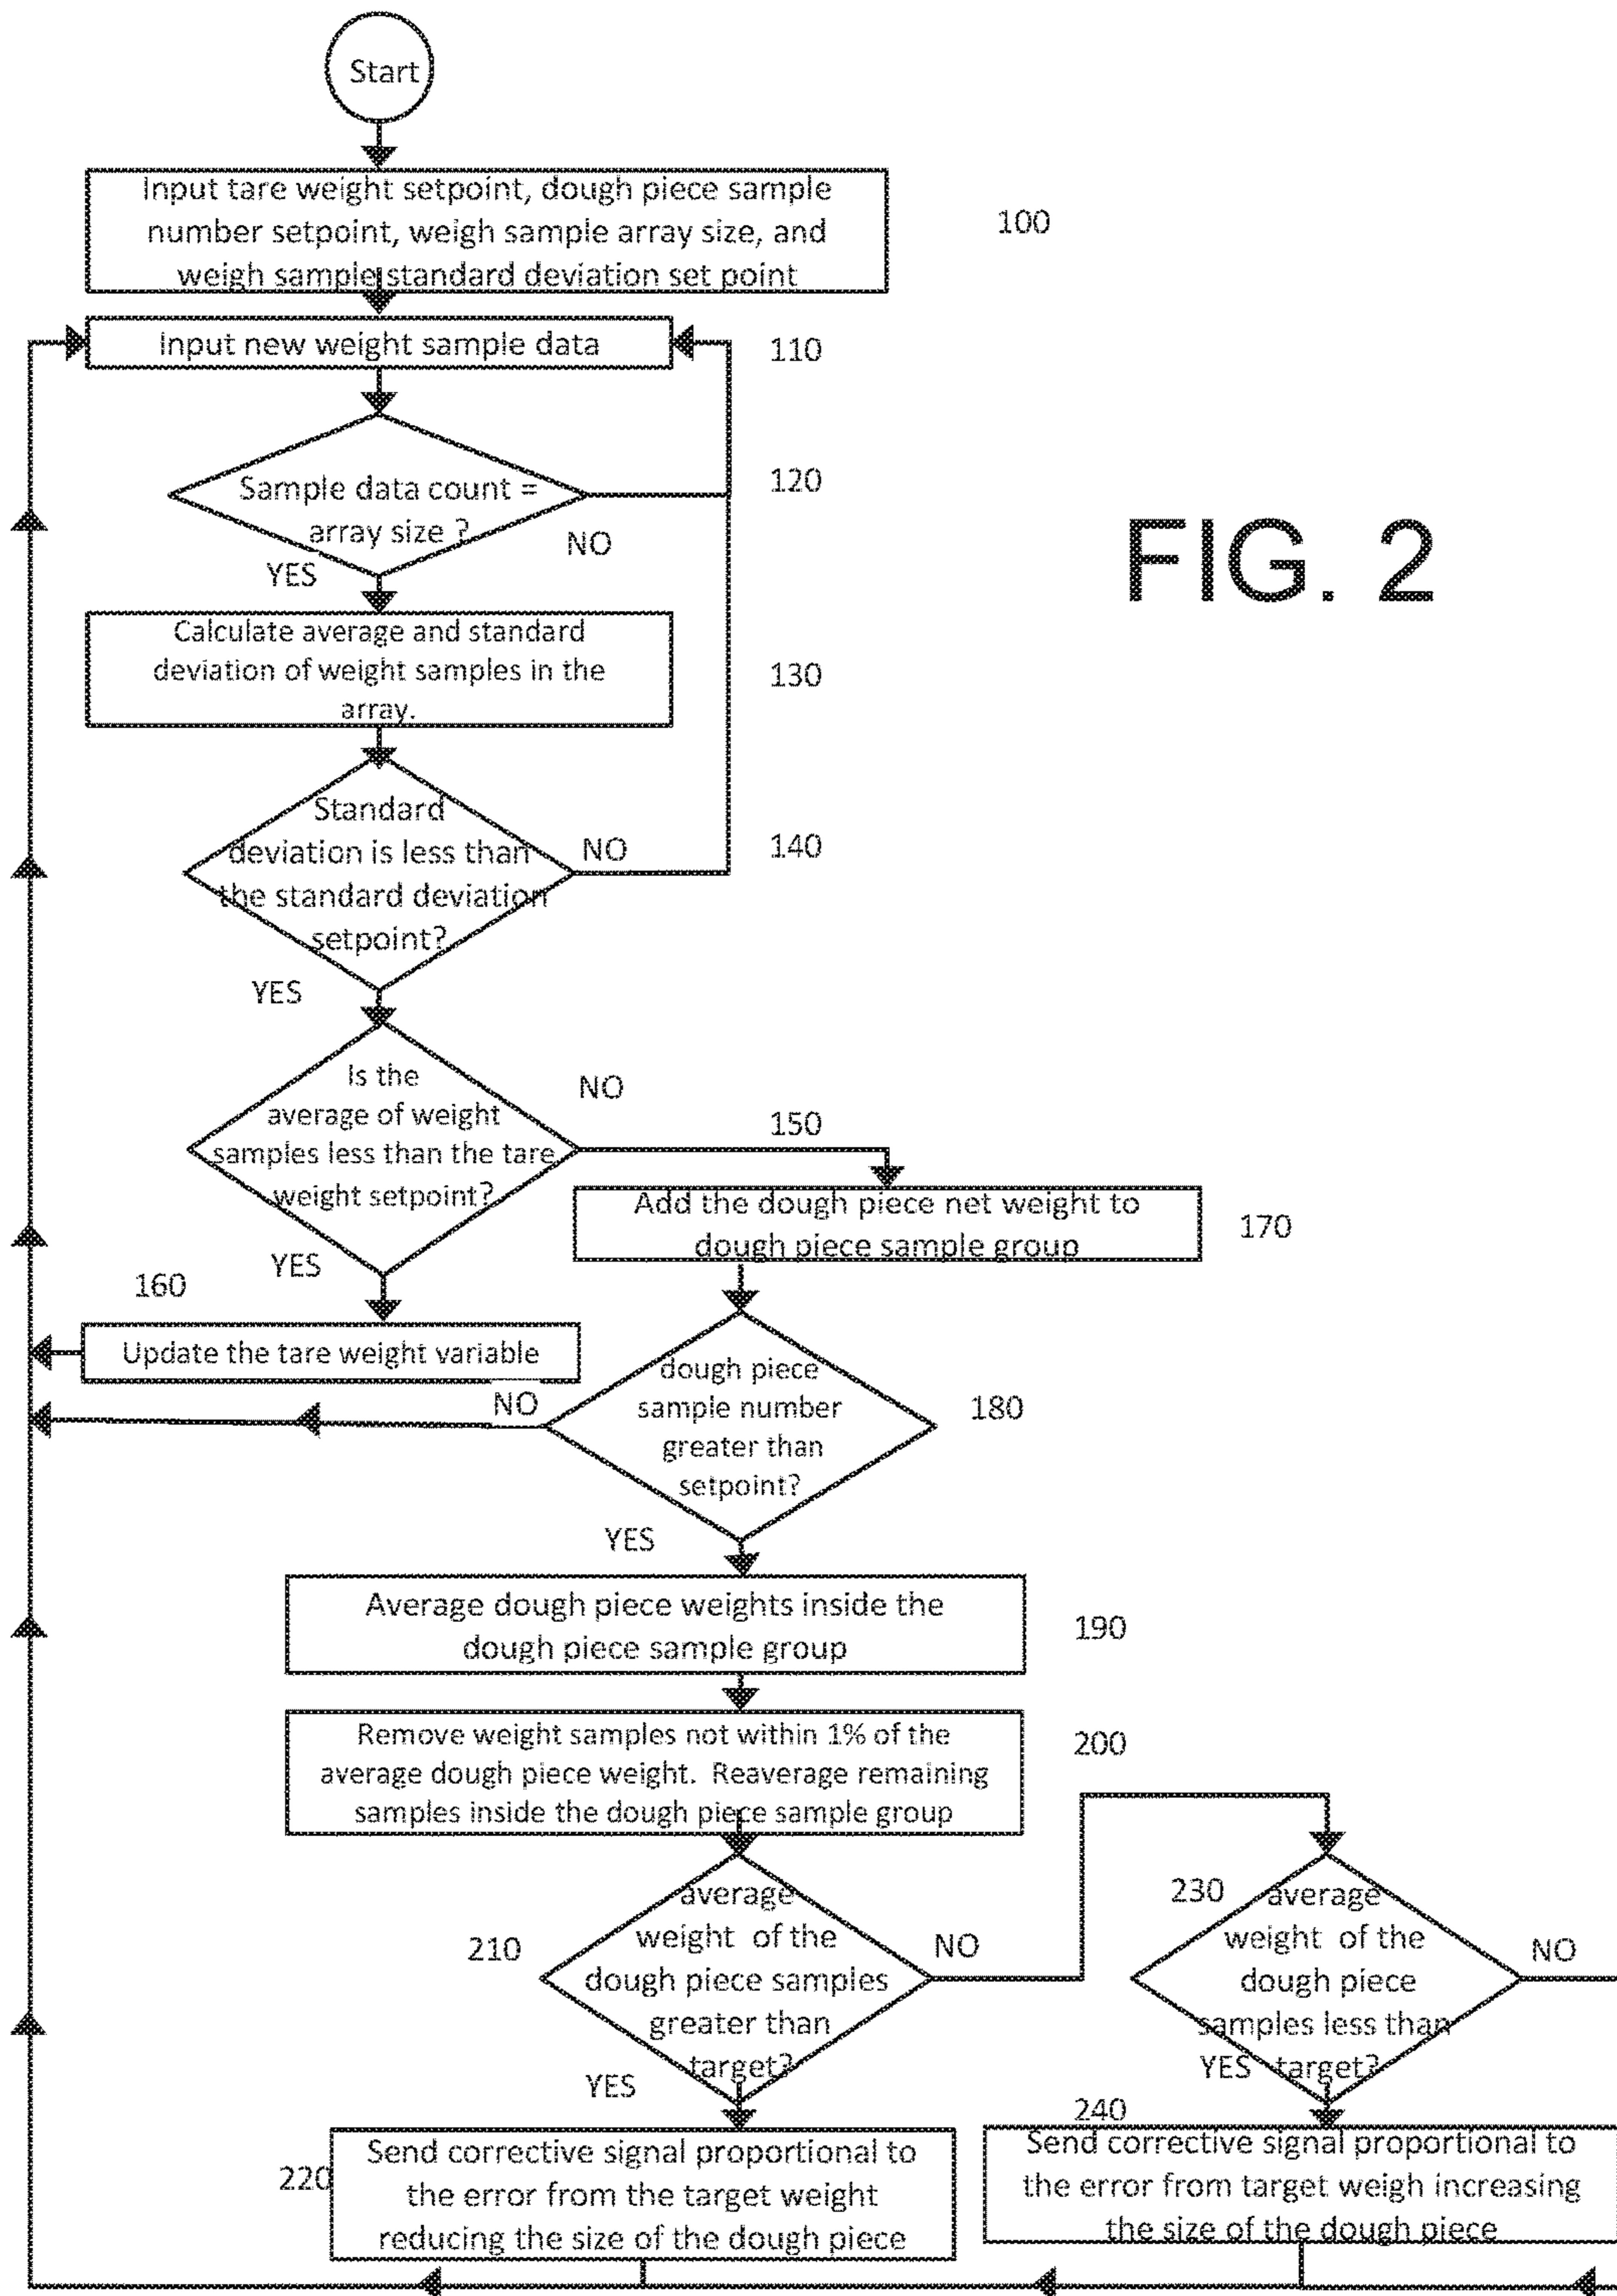 Start
Input tare weight setpoint, dough piece sample
number setpoint, weigh sample array size, and
weigh sample standard deviation set point
100
Input new weight sample data
110
Sample data count =
array size ?
120
NO
YES
FIG. 2
Calculate average and standard
deviation of weight samples in the
array.
130
Standard
deviation is less than
the standard deviation
setpoint?
NO
140
YES
Is the
average of weight
samples less than the tare
weight setpoint?
NO
150
YES
Add the dough piece net weight to
dough piece sample group
170
160
Update the tare weight variable
NO
dough piece
sample number
greater than
setpoint?
180
YES
Average dough piece weights inside the
dough piece sample group
190
Remove weight samples not within 1% of the
average dough piece weight. Reaverage remaining
samples inside the dough piece sample group
200
210
average
weight of the
dough piece samples
greater than
target?
NO
YES
230
average
weight of the
dough piece
samples less than
target?
NO
YES
220
Send corrective signal proportional to
the error from the target weight
reducing the size of the dough piece
240
Send corrective signal proportional to
the error from target weigh increasing
the size of the dough piece